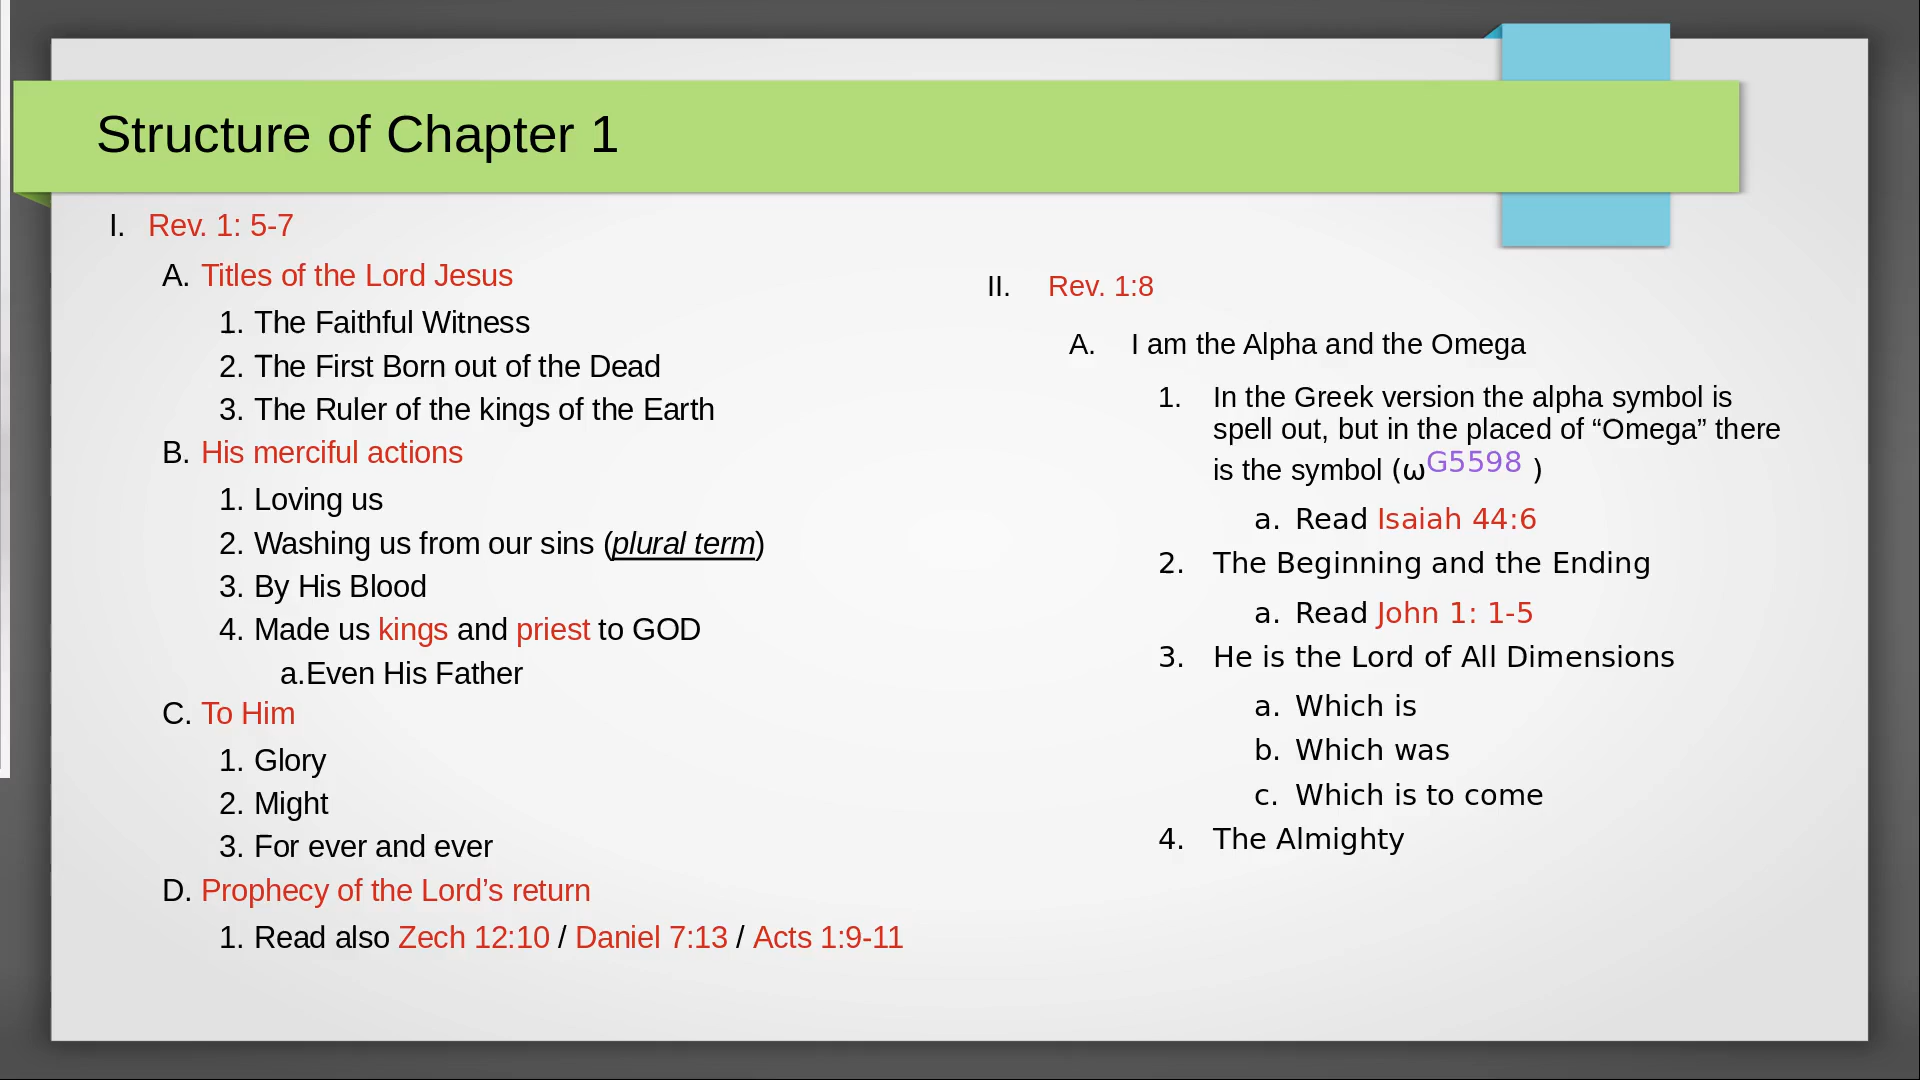 Structure of Chapter 1
I. Rev. 1: 5-7
A. Titles of the Lord Jesus
1. The Faithful Witness
2. The First Born out of the Dead
3. The Ruler of the kings of the Earth
B. His merciful actions
1. Loving us
2. Washing us from our sins (plural term)
3. By His Blood
4. Made us kings and priest to GOD
a.Even His Father
C. To Him
1. Glory
2. Might
3. For ever and ever
D. Prophecy of the Lord’s return
1. Read also Zech 12:10 / Daniel 7:13 / Acts 1:9-11
II. Rev. 1:8
A. I am the Alpha and the Omega
1. In the Greek version the alpha symbol is
spell out, but in the placed of “Omega” there
is the symbol (ωG5598 )
a. Read Isaiah 44:6
2. The Beginning and the Ending
a. Read John 1: 1-5
3. He is the Lord of All Dimensions
a. Which is
b. Which was
c. Which is to come
4. The Almighty